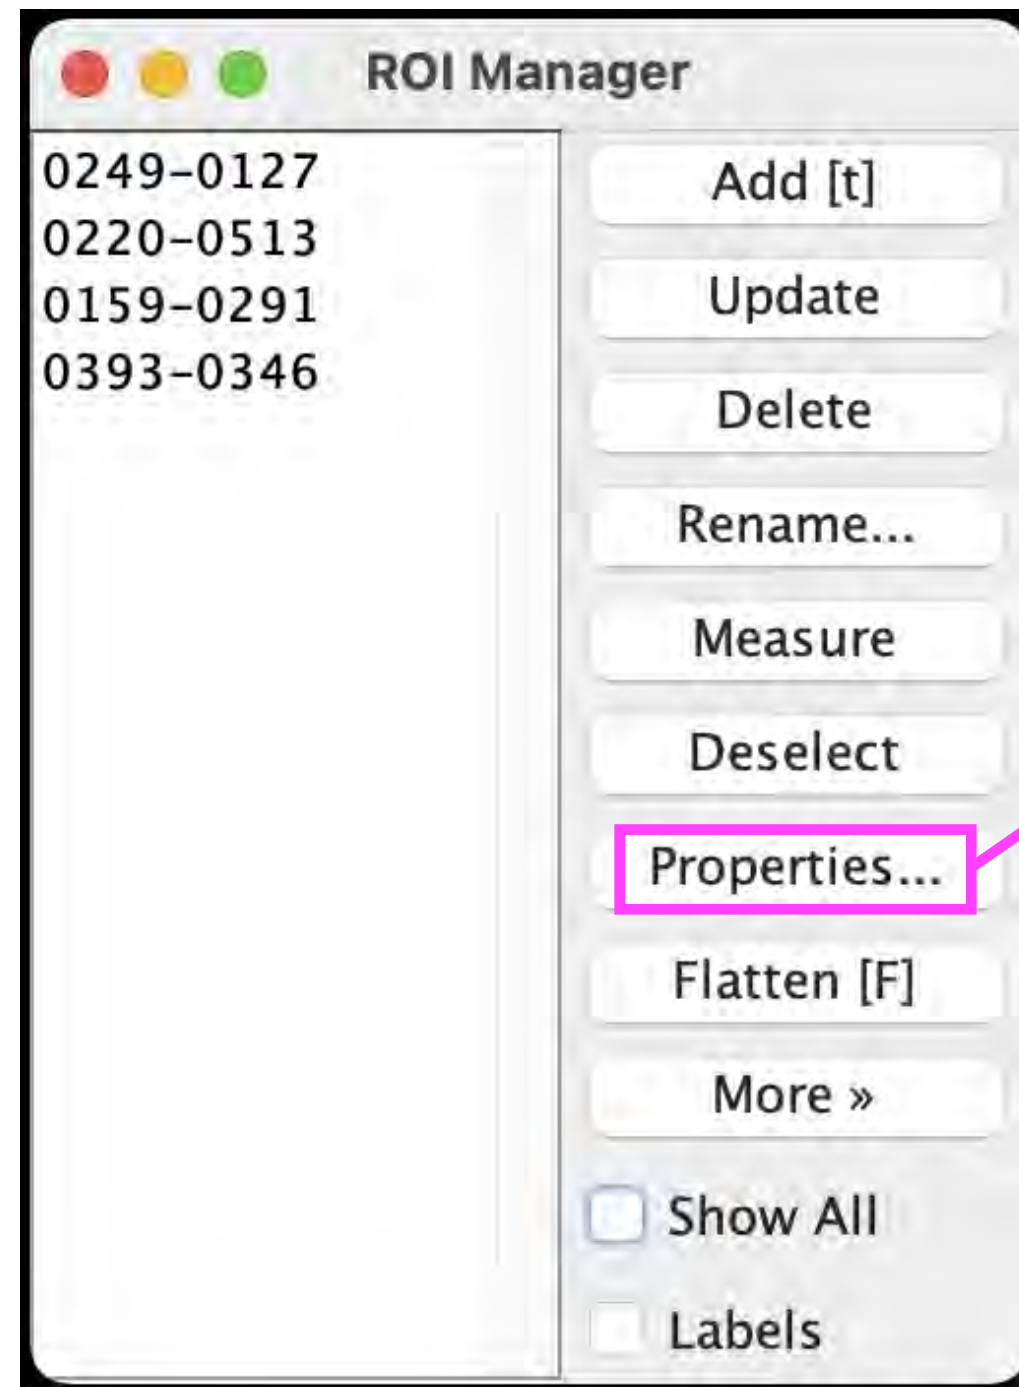 ROI Manager
0249-0127
0220-0513
0159-0291
0393-0346
Add [t]
Update
Delete
Rename...
Measure
Deselect
Properties...
Flatten [F]
More »
Show All
Labels